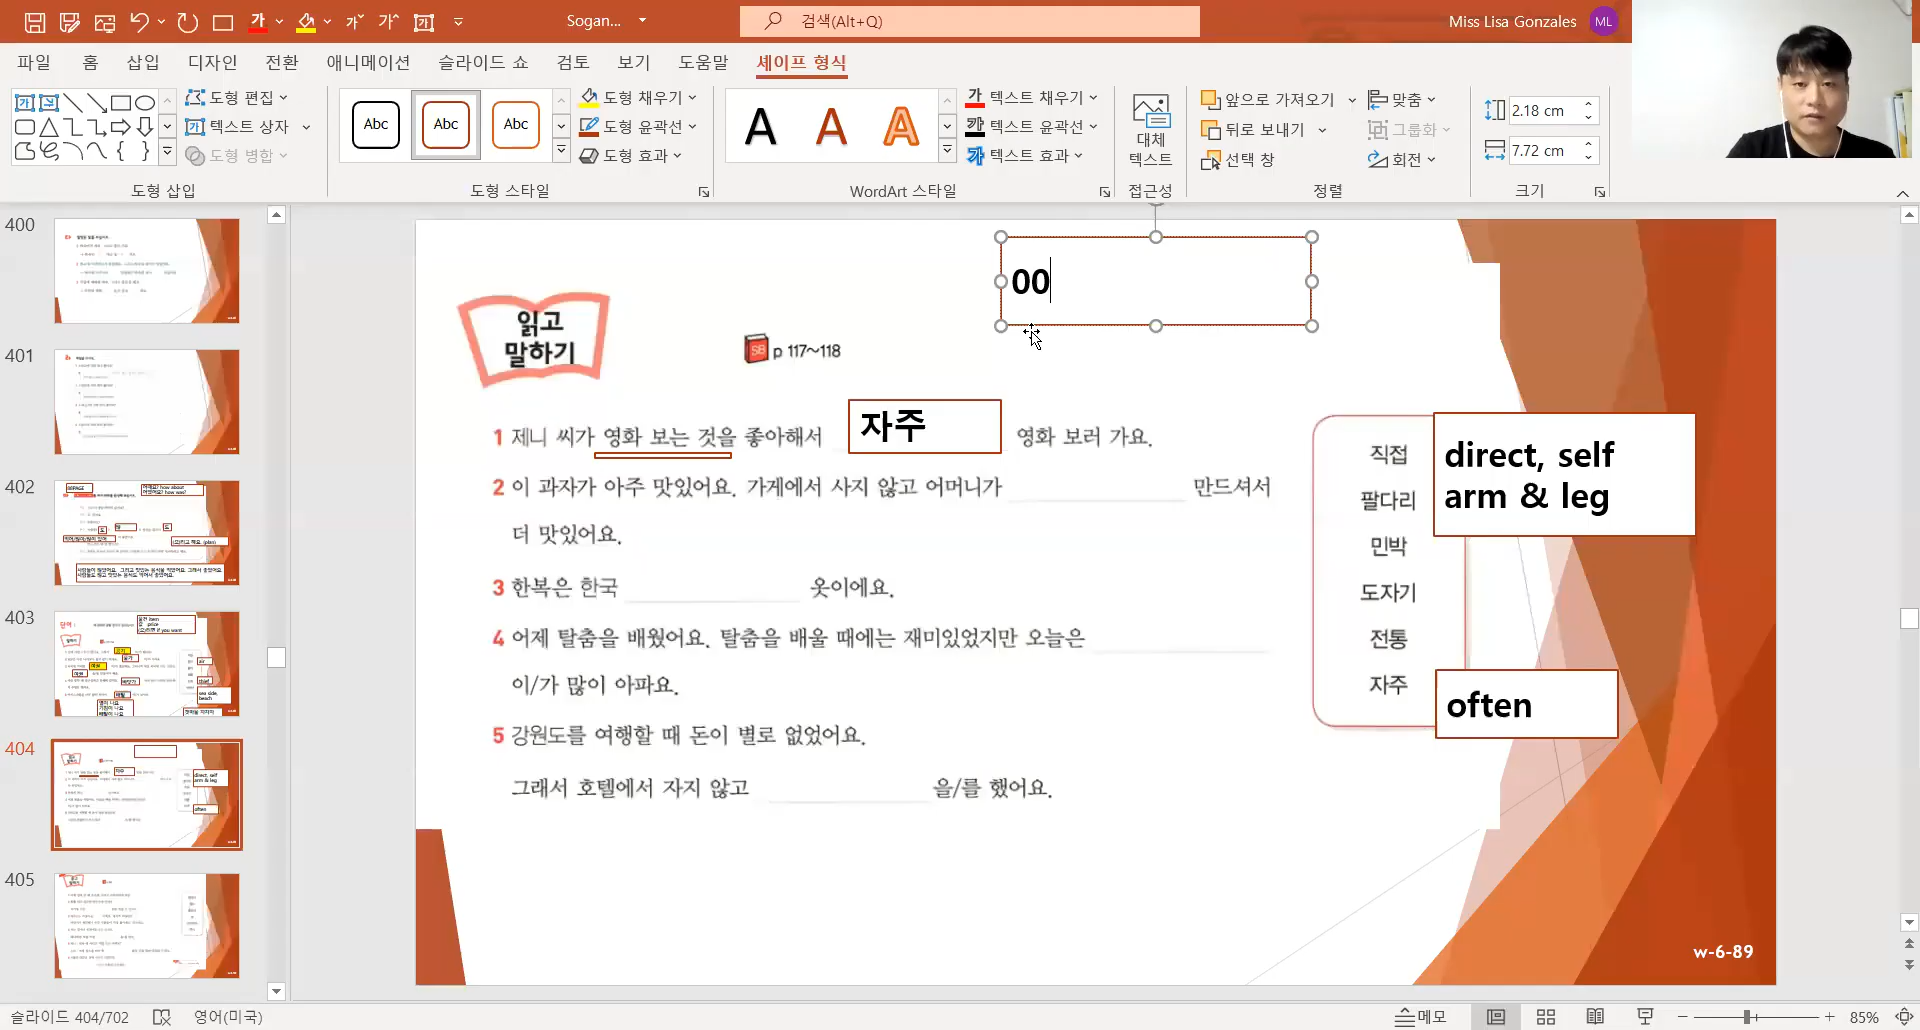 Sogan...
검색(Alt+Q)
Miss Lisa Gonzales
ML
파일 홈 삽입 디자인 전환 애니메이션 슬라이드 쇼 검토 보기 도움말 셰이프 형식
도형 편집
텍스트 상자
도형 병합
도형 삽입
Abc Abc Abc
도형 채우기
도형 윤곽선
도형 효과
도형 스타일
텍스트 채우기
텍스트 윤곽선
텍스트 효과
WordArt 스타일
대체
텍스트
접근성
앞으로 가져오기
뒤로 보내기
선택 창
맞춤
그룹화
회전
정렬
2.18 cm
7.72 cm
크기
400
401
402
403
404
405
00
읽고
말하기
SB p 117~118
1 제니 씨가 영화 보는 것을 좋아해서 자주 영화 보러 가요.
2 이 과자가 아주 맛있어요. 가게에서 사지 않고 어머니가 만드셔서
더 맛있어요.
3 한복은 한국 옷이에요.
4 어제 탈춤을 배웠어요. 탈춤을 배울 때에는 재미있었지만 오늘은
이/가 많이 아파요.
5 강원도를 여행할 때 돈이 별로 없었어요.
그래서 호텔에서 자지 않고 을/를 했어요.
직접
팔다리
민박
도자기
전통
자주
direct, self
arm & leg
often
w-6-89
슬라이드 404/702
영어(미국)
메모
85%